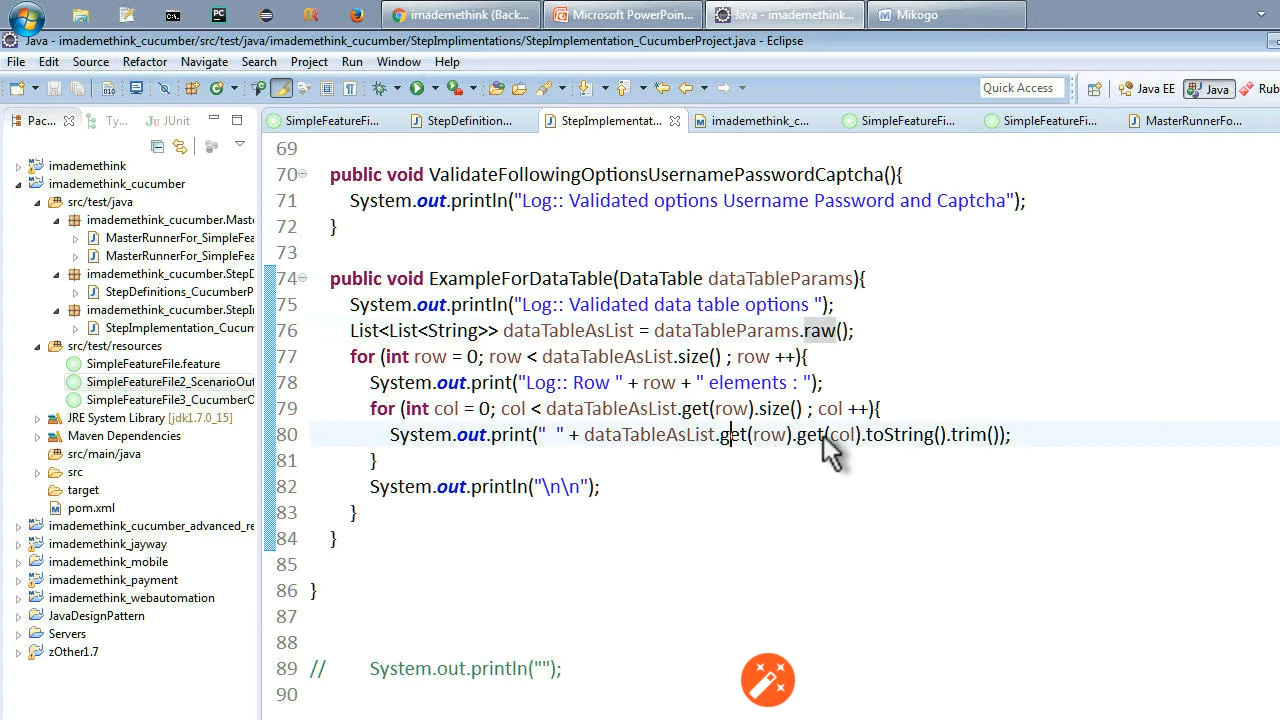 imademethink (Back...
Microsoft PowerPoin...
Java - imademethink...
Mikogo
Java - imademethink_cucumber/src/test/java/imademethink_cucumber/StepImplimentations/StepImplementation_CucumberProject.java - Eclipse
File Edit Source Refactor Navigate Search Project Run Window Help
Quick Access
Java EE
Java
Rub
Pac...
Ty...
JUnit
SimpleFeatureFi...
StepDefinition...
StepImplementat...
imademethink_c...
SimpleFeatureFi...
SimpleFeatureFi...
MasterRunnerFo...
imademethink
imademethink_cucumber
src/test/java
imademethink_cucumber.Mast
MasterRunnerFor_SimpleFea
MasterRunnerFor_SimpleFea
imademethink_cucumber.StepD
StepDefinitions_CucumberP
imademethink_cucumber.StepI
StepImplementation_Cucum
src/test/resources
SimpleFeatureFile.feature
SimpleFeatureFile2_ScenarioOut
SimpleFeatureFile3_CucumberO
JRE System Library [jdk1.7.0_15]
Maven Dependencies
src/main/java
src
target
pom.xml
imademethink_cucumber_advanced_re
imademethink_jayway
imademethink_mobile
imademethink_payment
imademethink_webautomation
JavaDesignPattern
Servers
zOther1.7
69
70 public void ValidateFollowingOptionsUsernamePasswordCaptcha(){
71 System.out.println("Log:: Validated options Username Password and Captcha");
72 }
73
74 public void ExampleForDataTable(DataTable dataTableParams){
75 System.out.println("Log:: Validated data table options ");
76 List<List<String>> dataTableAsList = dataTableParams.raw();
77 for (int row = 0; row < dataTableAsList.size() ; row ++){
78 System.out.print("Log:: Row " + row + " elements : ");
79 for (int col = 0; col < dataTableAsList.get(row).size() ; col ++){
80 System.out.print("  " + dataTableAsList.get(row).get(col).toString().trim());
81 }
82 System.out.println("\n\n");
83 }
84 }
85
86 }
87
88
89 // System.out.println("");
90